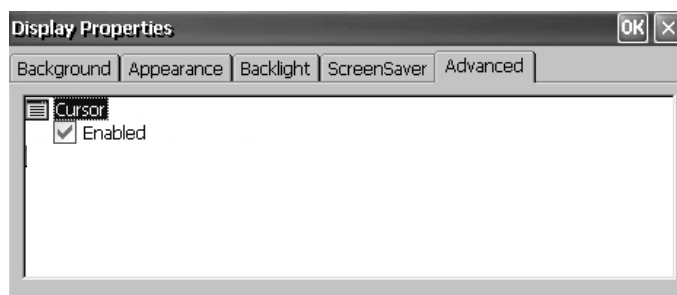 Display Properties OK ×
Background Appearance Backlight ScreenSaver Advanced
Cursor
Enabled